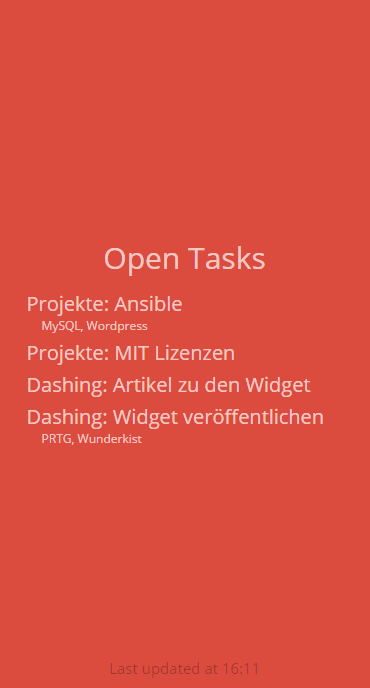 Open Tasks
Projekte: Ansible
MySQL, Wordpress
Projekte: MIT Lizenzen
Dashing: Artikel zu den Widget
Dashing: Widget veröffentlichen
PRTG, Wunderkist
Last updated at 16:11